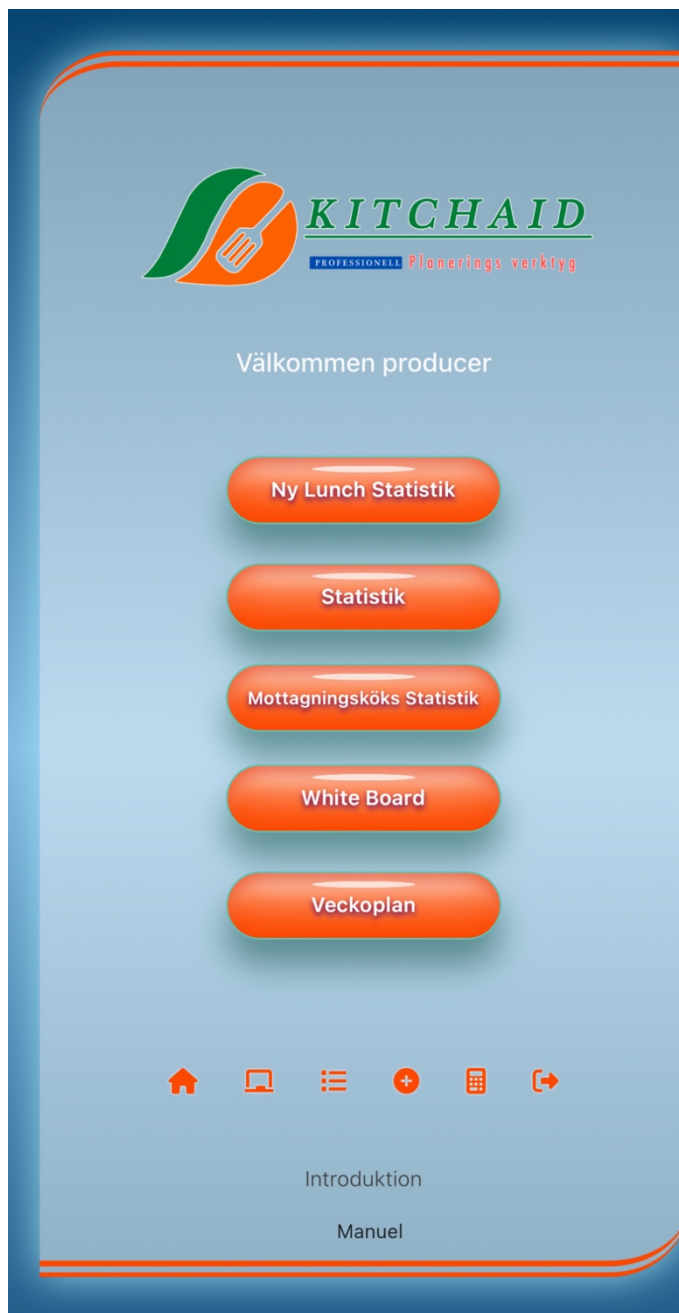 KITCHAID
PROFESSIONELL Planerings verktyg
Välkommen producer
Ny Lunch Statistik
Statistik
Mottagningsköks Statistik
White Board
Veckoplan
Introduktion
Manuel